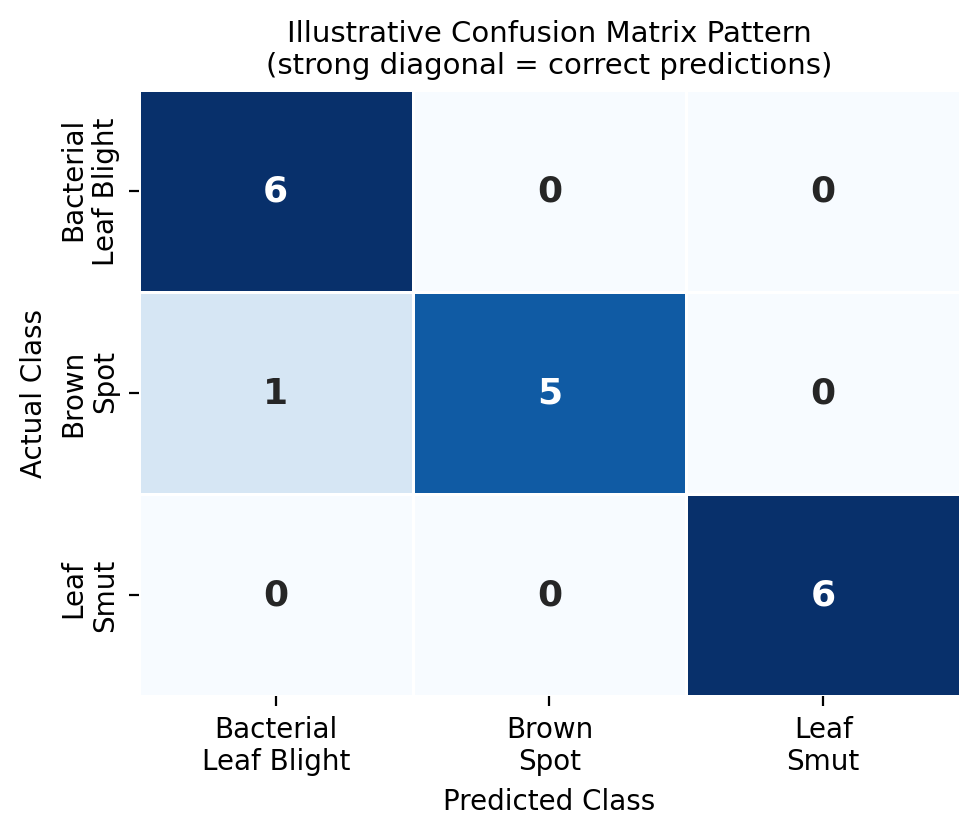 Illustrative Confusion Matrix Pattern
(strong diagonal = correct predictions)
Actual Class
Bacterial
Leaf Blight
6 0 0
Brown
Spot
1 5 0
Leaf
Smut
0 0 6
Bacterial
Leaf Blight
Brown
Spot
Leaf
Smut
Predicted Class